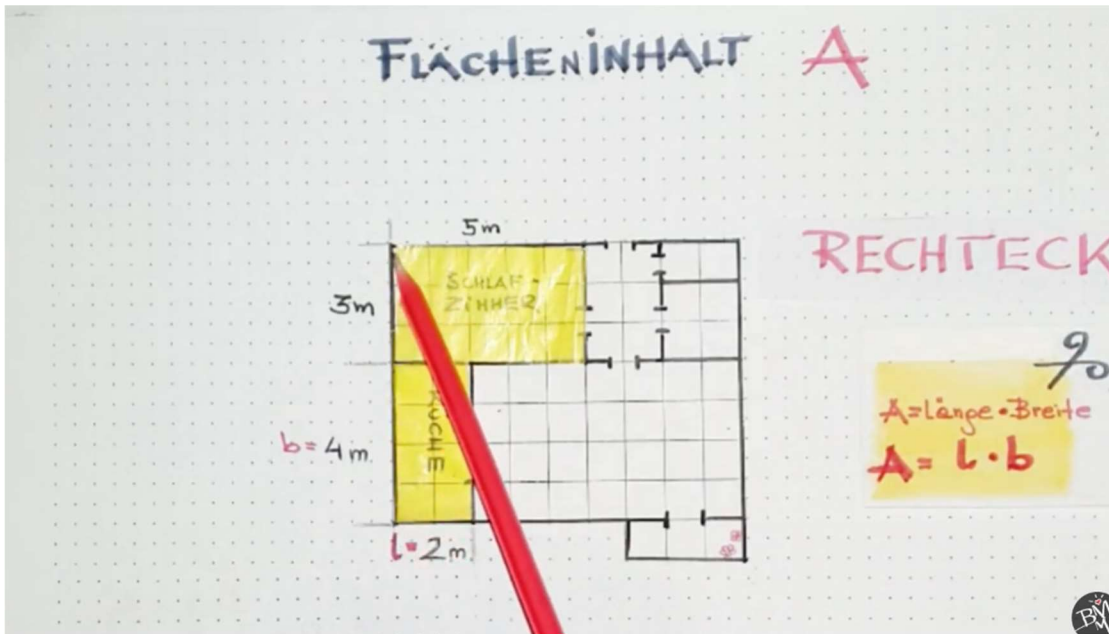 FLÄCHENINHALT A
5m
RECHTECK
SCHLAF-
ZIMMER
3m
A=Länge•Breite
KÜCHE
b=4m
A= l•b
l=2m